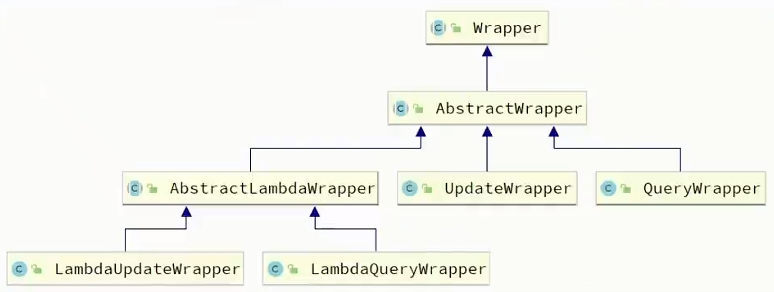 Wrapper
AbstractWrapper
AbstractLambdaWrapper
UpdateWrapper
QueryWrapper
LambdaUpdateWrapper
LambdaQueryWrapper